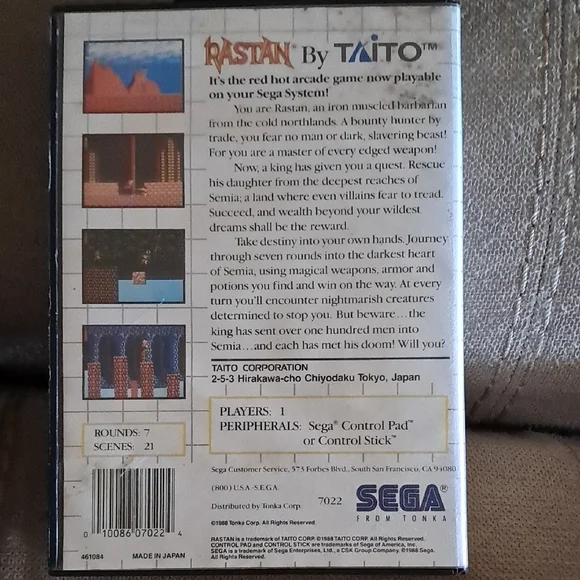 RASTAN® By TAITO™
It's the red hot arcade game now playable
on your Sega System!
You are Rastan, an iron muscled barbarian
from the cold northlands. A bounty hunter by
trade, you fear no man or dark, slavering beast!
For you are a master of every edged weapon!
Now, a king has given you a quest. Rescue
his daughter from the deepest reaches of
Semia; a land where even villains fear to tread.
Succeed, and wealth beyond your wildest
dreams shall be the reward.
Take destiny into your own hands. Journey
through seven rounds into the darkest heart
of Semia, using magical weapons, armor and
potions you find and win on the way. At every
turn you'll encounter nightmarish creatures
determined to stop you. But beware...the
king has sent over one hundred men into
Semia...and each has met his doom! Will you?
TAITO CORPORATION
2-5-3 Hirakawa-cho Chiyodaku Tokyo, Japan
PLAYERS: 1
PERIPHERALS: Sega® Control Pad™
or Control Stick™
ROUNDS: 7
SCENES: 21
Sega Customer Service, 573 Forbes Blvd., South San Francisco, CA 94080
(800) USA-SEGA
Distributed by Tonka Corp. 7022
SEGA®
FROM TONKA
©1988 Tonka Corp. All Rights Reserved.
RASTAN is a trademark of TAITO CORP. ©1988 TAITO CORP. All Rights Reserved.
CONTROL PAD and CONTROL STICK are trademarks of Sega of America, Inc.
SEGA is a trademark of Sega Enterprises, Ltd., a CSK Group Company. ©1988 Sega.
All Rights Reserved.
0 10086 07022 4
461084 MADE IN JAPAN